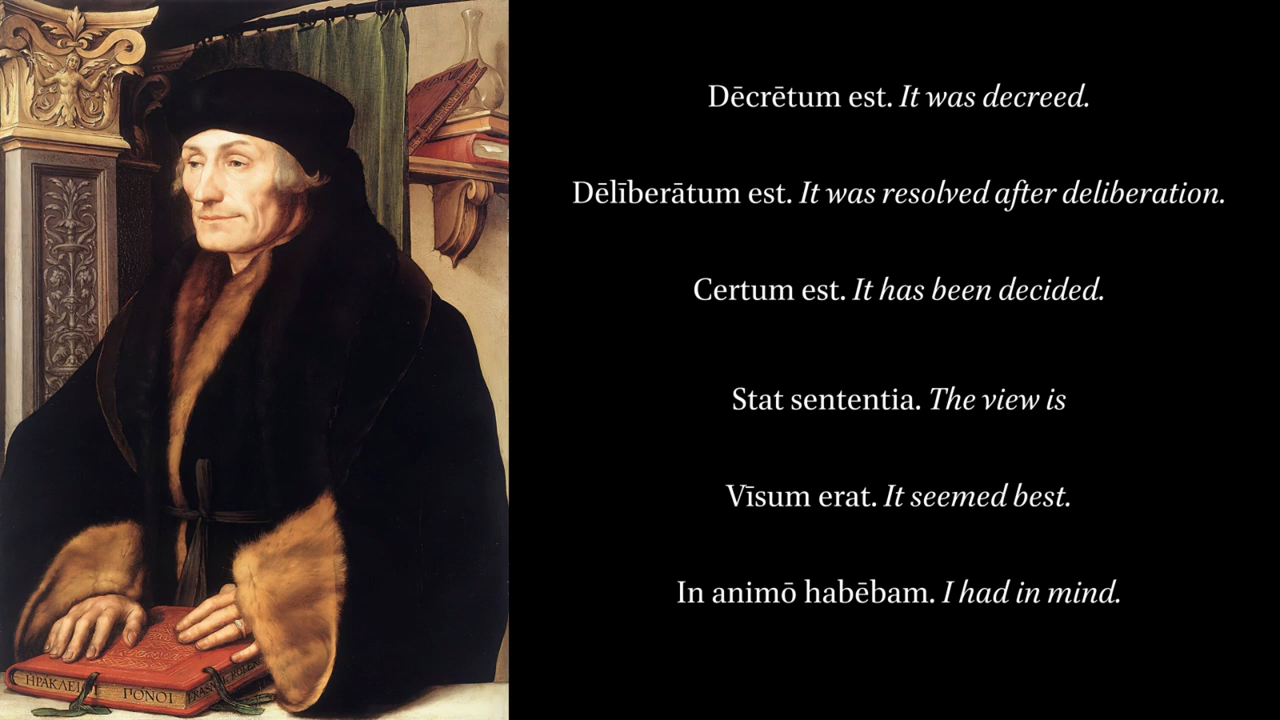 Dēcrētum est. It was decreed.
Dēlīberātum est. It was resolved after deliberation.
Certum est. It has been decided.
Stat sententia. The view is
Vīsum erat. It seemed best.
In animō habēbam. I had in mind.
ΗΡΑΚΛΕΙ ΠΟΝΟΙ